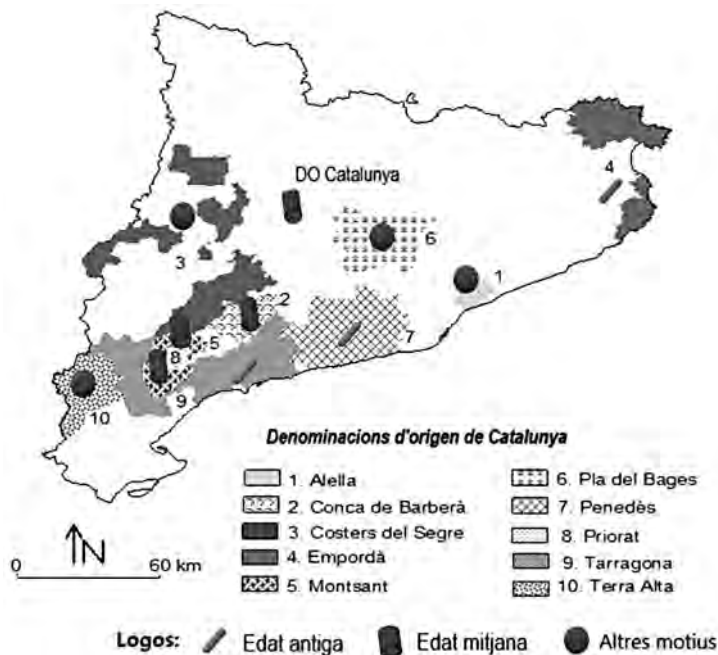 DO Catalunya
4
6
3
1
2
5
7
8
9
10
Denominacions d'origen de Catalunya
1. Alella
2. Conca de Barberà
3. Costers del Segre
4. Empordà
5. Montsant
6. Pla del Bages
7. Penedès
8. Priorat
9. Tarragona
10. Terra Alta
N
0 60 km
Logos: Edat antiga Edat mitjana Altres motius